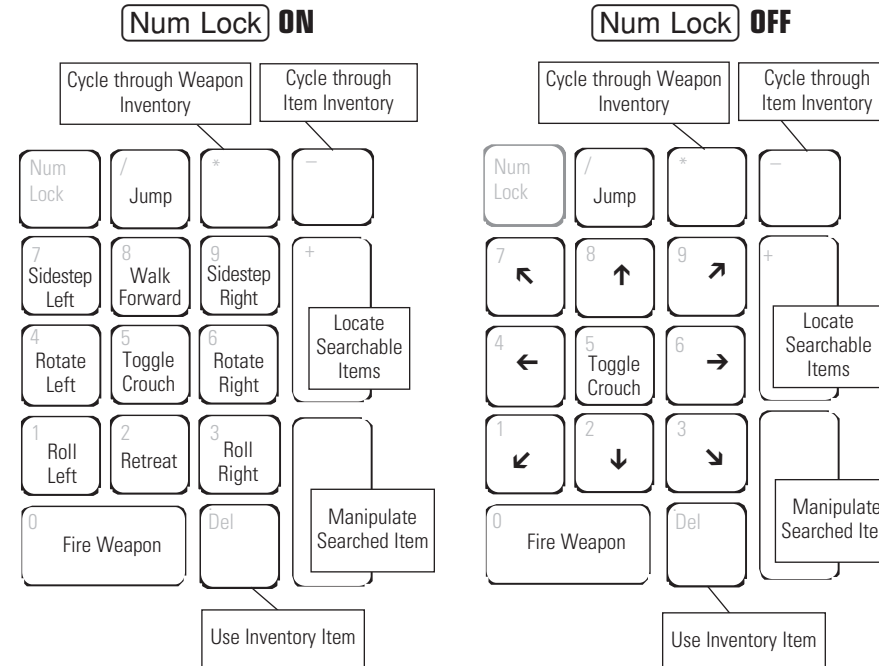 Num Lock ON
Cycle through Weapon
Inventory
Cycle through
Item Inventory
Num
Lock
/
Jump
*
–
7
Sidestep
Left
8
Walk
Forward
9
Sidestep
Right
+
Locate
Searchable
Items
4
Rotate
Left
5
Toggle
Crouch
6
Rotate
Right
1
Roll
Left
2
Retreat
3
Roll
Right
Manipulate
Searched Item
0
Fire Weapon
Del
Use Inventory Item
Num Lock OFF
Cycle through Weapon
Inventory
Cycle through
Item Inventory
Num
Lock
/
Jump
*
–
7
↖
8
↑
9
↗
+
Locate
Searchable
Items
4
←
5
Toggle
Crouch
6
→
1
↙
2
↓
3
↘
Manipulate
Searched Ite
0
Fire Weapon
Del
Use Inventory Item